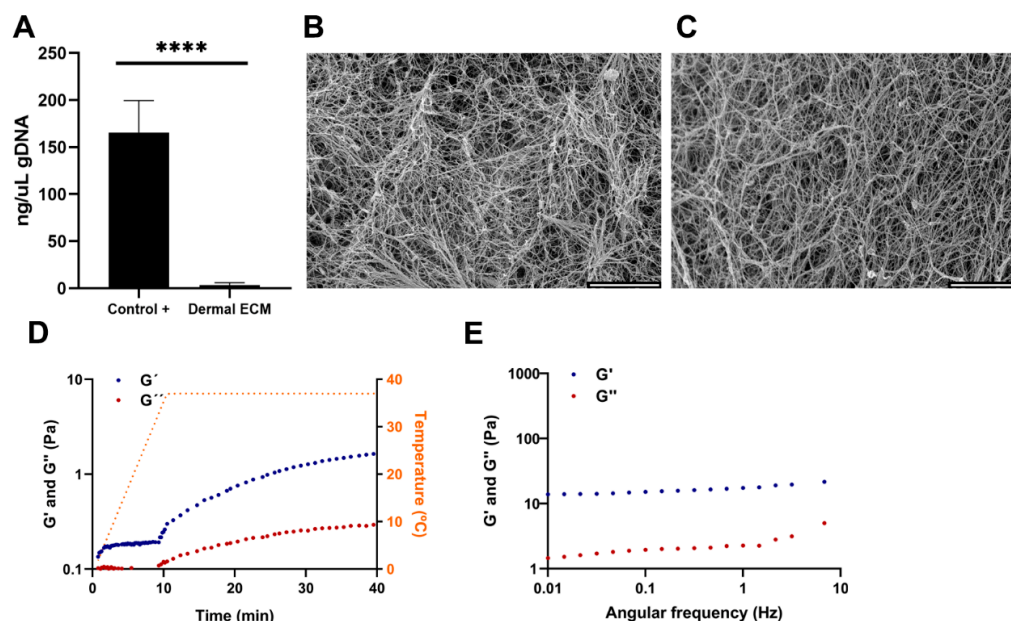 A
****
ng/uL gDNA
250
200
150
100
50
0
Control +
Dermal ECM
B
C
D
G´
G´´
G' and G'' (Pa)
10
1
0.1
0
10
20
30
40
Time (min)
40
30
20
10
0
Temperature (ºC)
E
G'
G''
G' and G'' (Pa)
1000
100
10
1
0.01
0.1
1
10
Angular frequency (Hz)